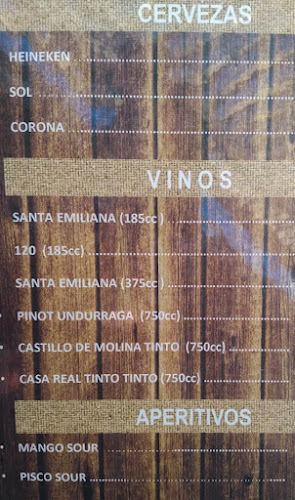 CERVEZAS
HEINEKEN ..............................
SOL ..............................
CORONA ..............................
VINOS
SANTA EMILIANA (185cc ) ....................
120 (185cc) ..............................
SANTA EMILIANA (375cc) ....................
• PINOT UNDURRAGA (750cc) ....................
• CASTILLO DE MOLINA TINTO (750cc) ...............
• CASA REAL TINTO TINTO (750cc) ....................
APERITIVOS
• MANGO SOUR ..............................
• PISCO SOUR ..............................